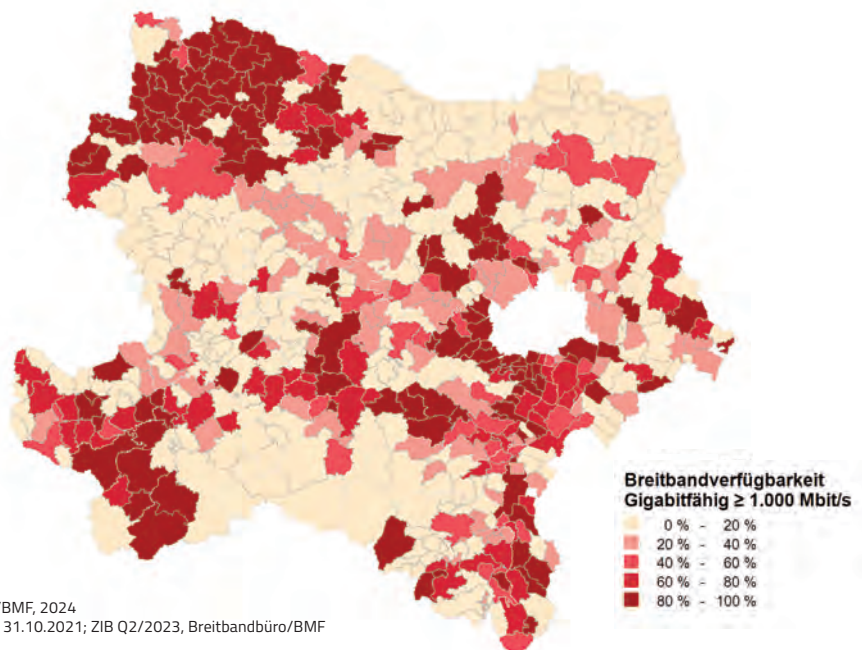 Breitbandverfügbarkeit
Gigabitfähig ≥ 1.000 Mbit/s
0 % - 20 %
20 % - 40 %
40 % - 60 %
60 % - 80 %
80 % - 100 %
/BMF, 2024
31.10.2021; ZIB Q2/2023, Breitbandbüro/BMF